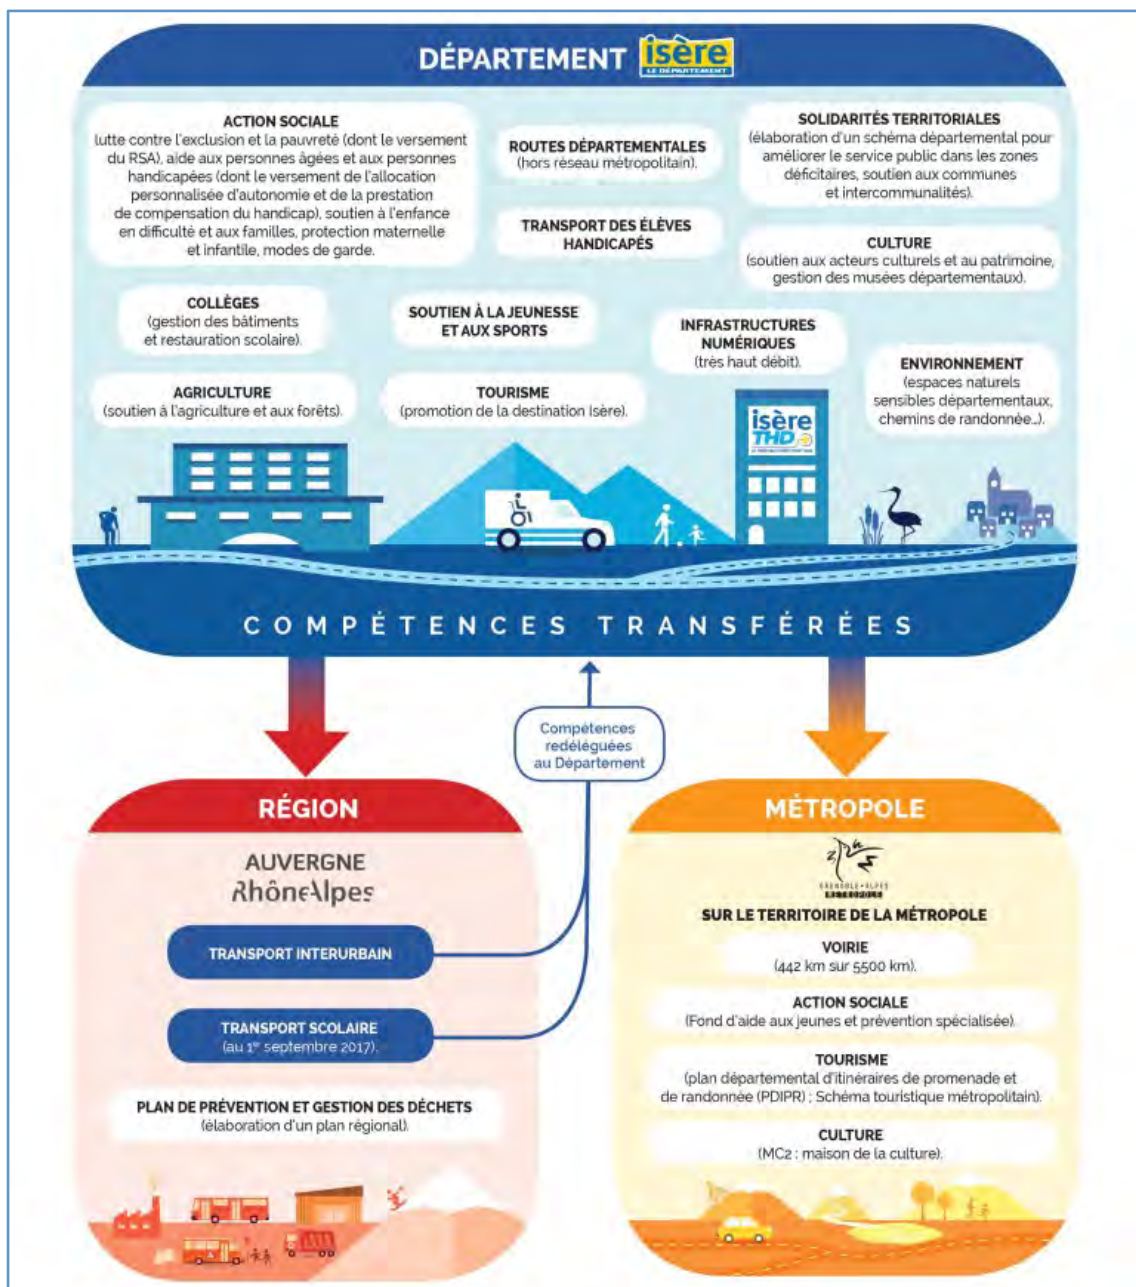 DÉPARTEMENT
isère
LE DÉPARTEMENT
ACTION SOCIALE
lutte contre l'exclusion et la pauvreté (dont le versement
du RSA), aide aux personnes âgées et aux personnes
handicapées (dont le versement de l'allocation
personnalisée d'autonomie et de la prestation
de compensation du handicap), soutien à l'enfance
en difficulté et aux familles, protection maternelle
et infantile, modes de garde.
ROUTES DÉPARTEMENTALES
(hors réseau métropolitain).
SOLIDARITÉS TERRITORIALES
(élaboration d'un schéma départemental pour
améliorer le service public dans les zones
déficitaires, soutien aux communes
et intercommunalités).
TRANSPORT DES ÉLÈVES
HANDICAPÉS
CULTURE
(soutien aux acteurs culturels et au patrimoine,
gestion des musées départementaux).
COLLÈGES
(gestion des bâtiments
et restauration scolaire).
SOUTIEN À LA JEUNESSE
ET AUX SPORTS
INFRASTRUCTURES
NUMÉRIQUES
(très haut débit).
ENVIRONNEMENT
(espaces naturels
sensibles départementaux,
chemins de randonnée...).
AGRICULTURE
(soutien à l'agriculture et aux forêts).
TOURISME
(promotion de la destination Isère).
isère
THD
COMPÉTENCES TRANSFÉRÉES
Compétences
redéléguées
au Département
RÉGION
AUVERGNE
RhôneAlpes
TRANSPORT INTERURBAIN
TRANSPORT SCOLAIRE
(au 1er septembre 2017).
PLAN DE PRÉVENTION ET GESTION DES DÉCHETS
(élaboration d'un plan régional).
MÉTROPOLE
GRENOBLE-ALPES
MÉTROPOLE
SUR LE TERRITOIRE DE LA MÉTROPOLE
VOIRIE
(442 km sur 5500 km).
ACTION SOCIALE
(Fond d'aide aux jeunes et prévention spécialisée).
TOURISME
(plan départemental d'itinéraires de promenade et
de randonnée (PDIPR) ; Schéma touristique métropolitain).
CULTURE
(MC2 : maison de la culture).